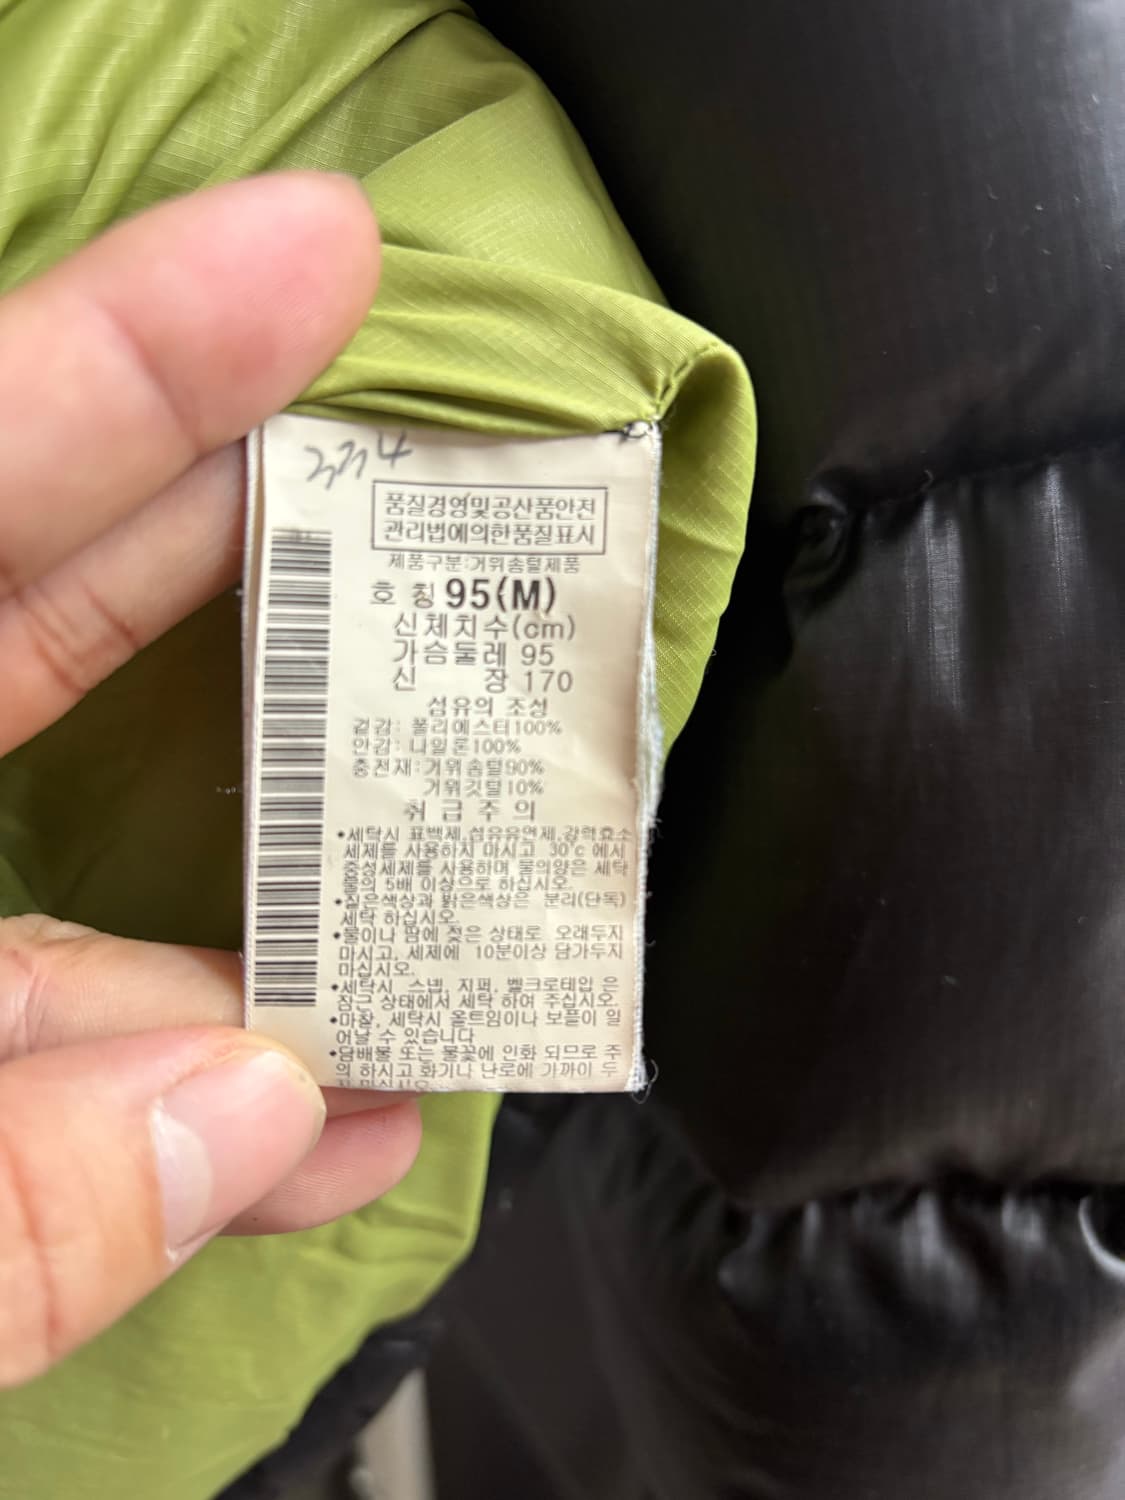 334
품질경영및공산품안전
관리법에의한품질표시
제품구분:거위솜털제품
호 칭 95(M)
신체치수(cm)
가슴둘레 95
신 장 170
섬유의 조성
겉감: 폴리에스터100%
안감: 나일론100%
충전재:거위솜털90%
거위깃털10%
취급주의
•세탁시 표백제,섬유유연제,강력효소
세제를 사용하지 마시고 30°c 에서
중성세제를 사용하며 물의양은 세탁
물의 5배 이상으로 하십시오.
•짙은색상과 밝은색상은 분리(단독)
세탁 하십시오.
•물이나 땀에 젖은 상태로 오래두지
마시고, 세제에 10분이상 담가두지
마십시오.
•세탁시 스냅, 지퍼, 벨크로테입 은
잠근 상태에서 세탁 하여 주십시오.
•마찰, 세탁시 올트임이나 보풀이 일
어날 수 있습니다
•담배불 또는 불꽃에 인화 되므로 주
의 하시고 화기나 난로에 가까이 두
지 마십시오